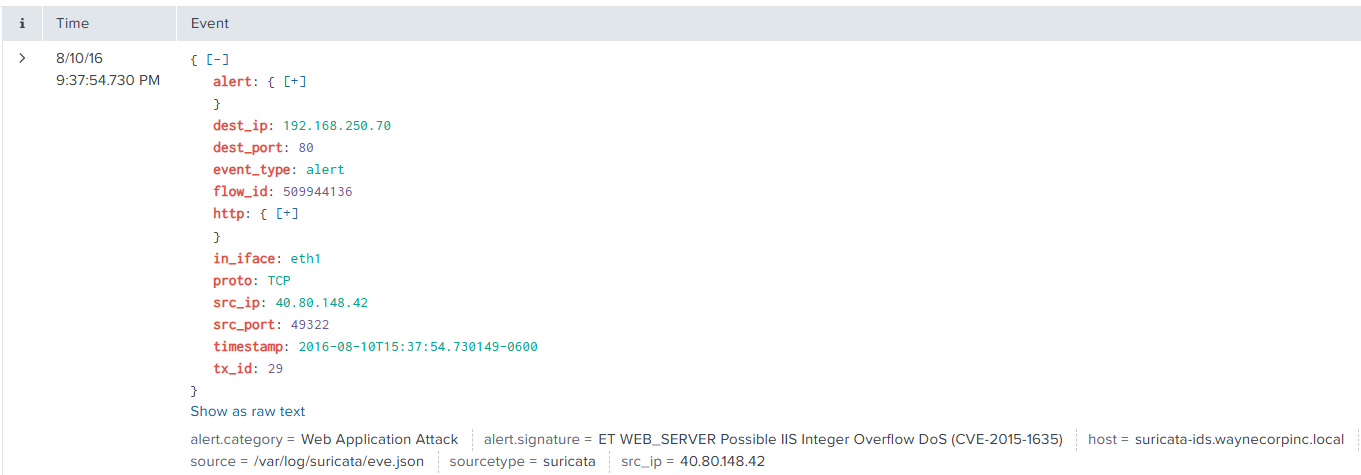 i Time Event
> 8/10/16 { [-]
9:37:54.730 PM alert: { [+]
}
dest_ip: 192.168.250.70
dest_port: 80
event_type: alert
flow_id: 509944136
http: { [+]
}
in_iface: eth1
proto: TCP
src_ip: 40.80.148.42
src_port: 49322
timestamp: 2016-08-10T15:37:54.730149-0600
tx_id: 29
}
Show as raw text
alert.category = Web Application Attack alert.signature = ET WEB_SERVER Possible IIS Integer Overflow DoS (CVE-2015-1635) host = suricata-ids.waynecorpinc.local
source = /var/log/suricata/eve.json sourcetype = suricata src_ip = 40.80.148.42